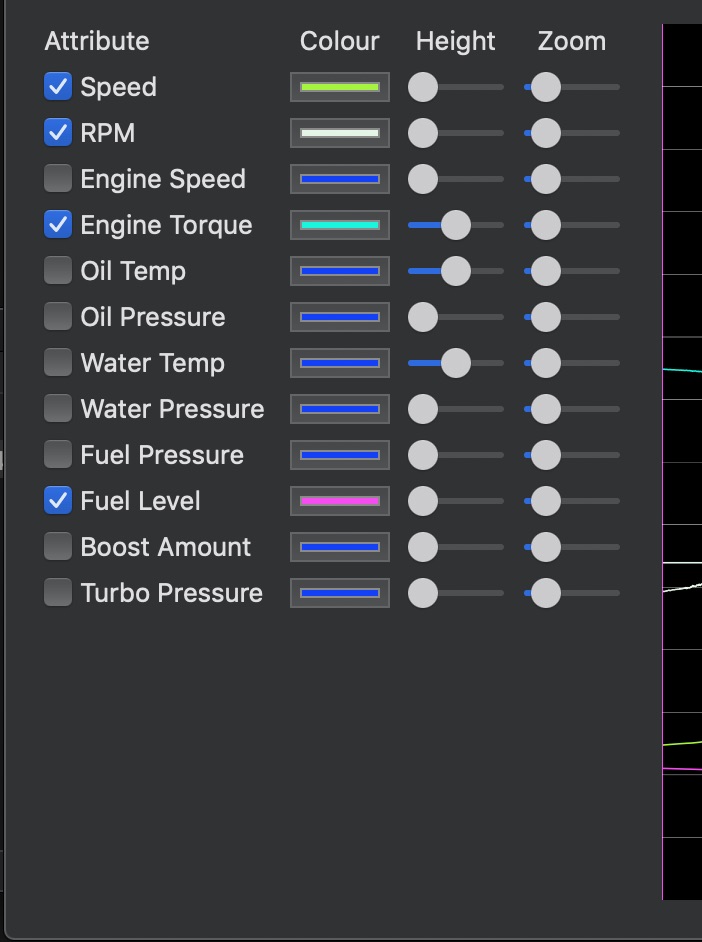 Attribute Colour Height Zoom
Speed
RPM
Engine Speed
Engine Torque
Oil Temp
Oil Pressure
Water Temp
Water Pressure
Fuel Pressure
Fuel Level
Boost Amount
Turbo Pressure